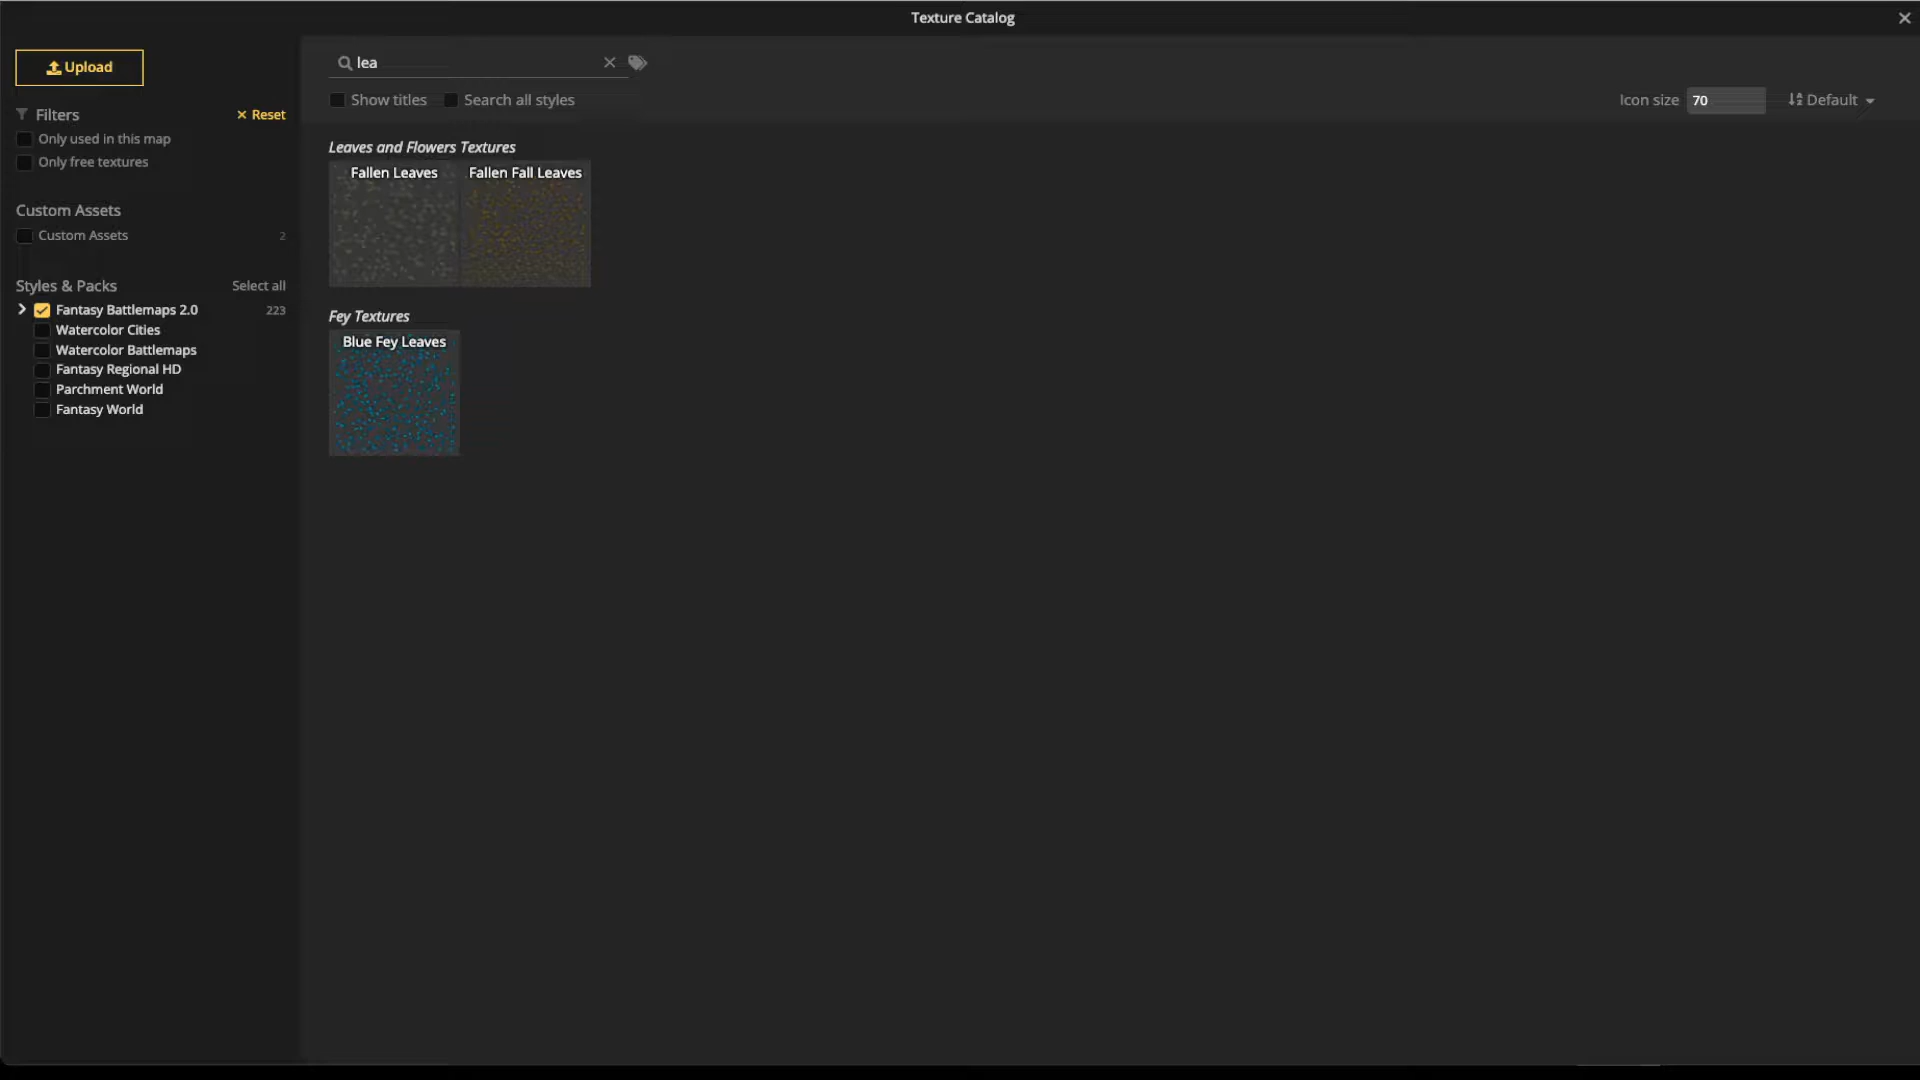 Texture Catalog
Upload
lea
Show titles
Search all styles
Icon size 70
Default
Filters
Reset
Only used in this map
Only free textures
Custom Assets
Custom Assets 2
Styles & Packs
Select all
Fantasy Battlemaps 2.0 223
Watercolor Cities
Watercolor Battlemaps
Fantasy Regional HD
Parchment World
Fantasy World
Leaves and Flowers Textures
Fallen Leaves
Fallen Fall Leaves
Fey Textures
Blue Fey Leaves